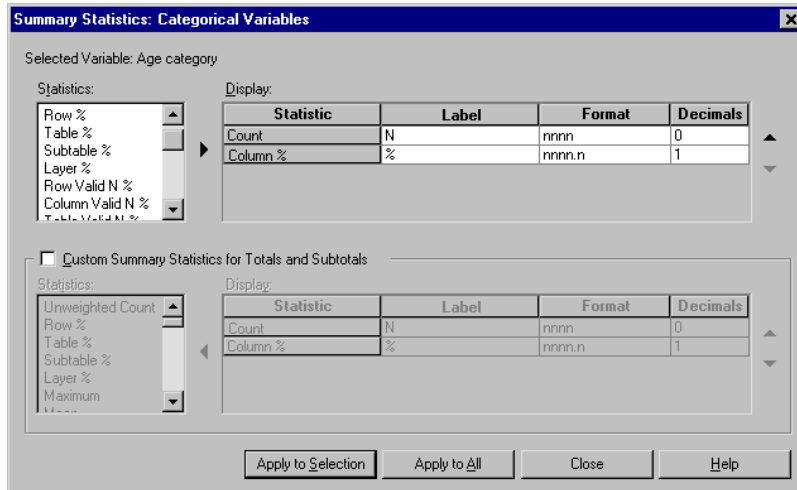 Summary Statistics: Categorical Variables
Selected Variable: Age category
Statistics:
Display:
Row %
Table %
Subtable %
Layer %
Row Valid N %
Column Valid N %
Table Valid N %
Statistic Label Format Decimals
Count N nnnn 0
Column % % nnnn.n 1
Custom Summary Statistics for Totals and Subtotals
Statistics:
Display:
Unweighted Count
Row %
Table %
Subtable %
Layer %
Maximum
Mean
Statistic Label Format Decimals
Count N nnnn 0
Column % % nnnn.n 1
Apply to Selection Apply to All Close Help